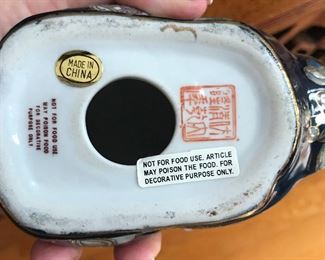 MADE IN
CHINA
NOT FOR FOOD USE.
MAY POISON FOOD
FOR DECORATIVE
PURPOSE ONLY
NOT FOR FOOD USE. ARTICLE
MAY POISON THE FOOD. FOR
DECORATIVE PURPOSE ONLY.